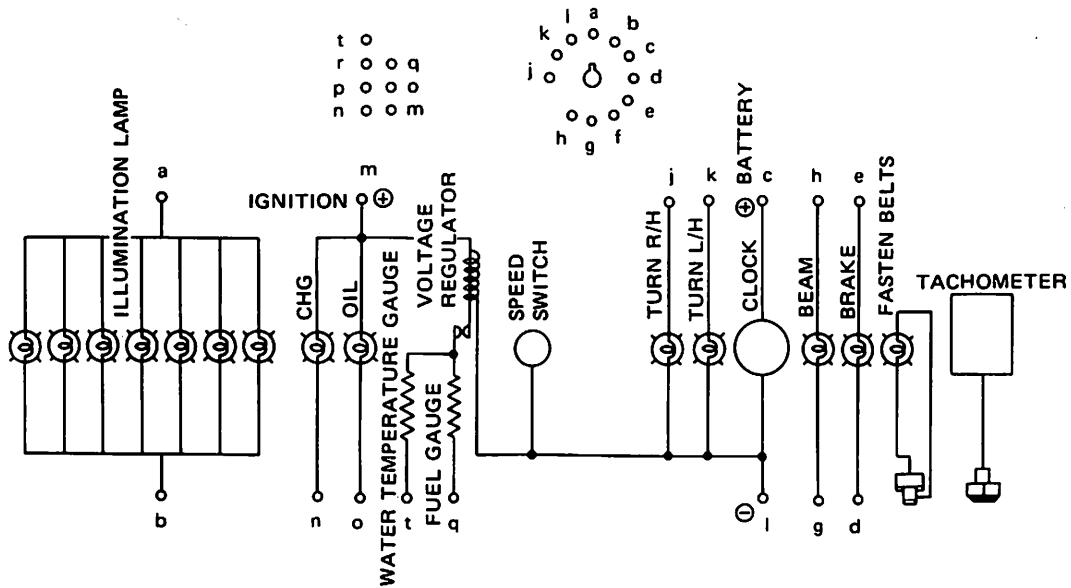 t
r q
p o
n m
l a b
k c
j d
e
h g f
ILLUMINATION LAMP
a
b
IGNITION ⊕
m
CHG
OIL
n
o
WATER TEMPERATURE GAUGE
t
FUEL GAUGE
q
VOLTAGE
REGULATOR
SPEED
SWITCH
j
TURN R/H
k
TURN L/H
⊕ BATTERY
c
CLOCK
⊖ l
h
BEAM
g
e
BRAKE
d
FASTEN BELTS
TACHOMETER